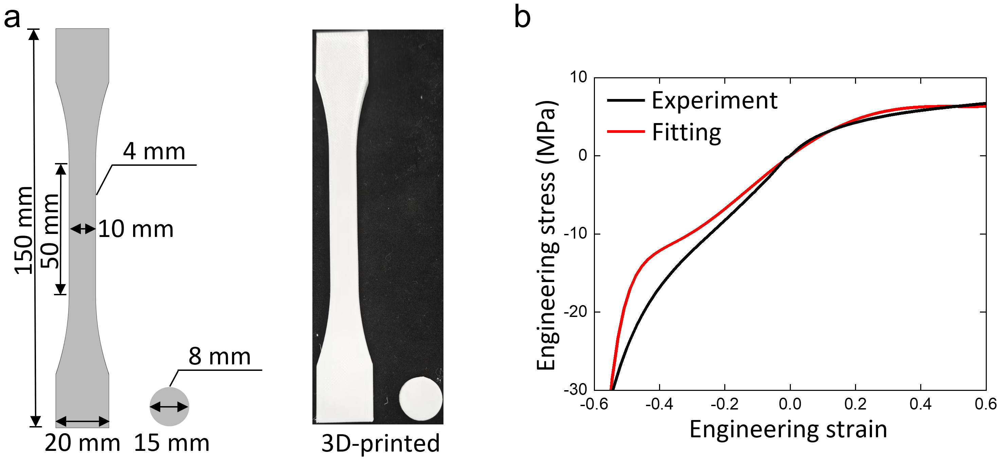 a
150 mm
50 mm
4 mm
10 mm
8 mm
20 mm
15 mm
3D-printed
b
Experiment
Fitting
Engineering stress (MPa)
10
0
-10
-20
-30
-0.6
-0.4
-0.2
0.0
0.2
0.4
0.6
Engineering strain